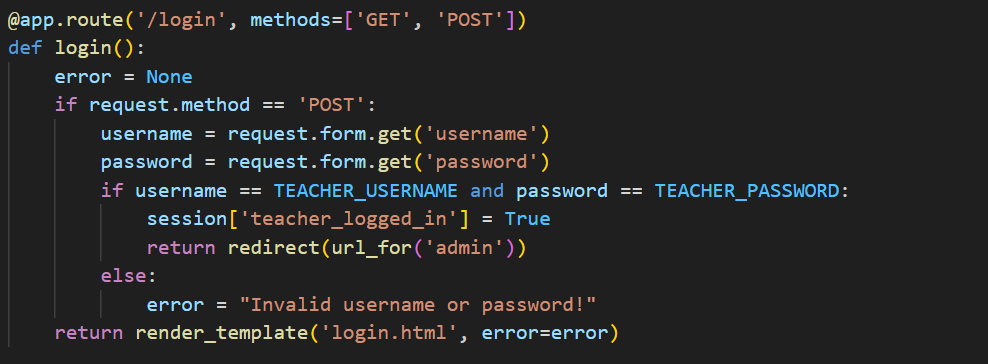 @app.route('/login', methods=['GET', 'POST'])
def login():
    error = None
    if request.method == 'POST':
        username = request.form.get('username')
        password = request.form.get('password')
        if username == TEACHER_USERNAME and password == TEACHER_PASSWORD:
            session['teacher_logged_in'] = True
            return redirect(url_for('admin'))
        else:
            error = "Invalid username or password!"
    return render_template('login.html', error=error)